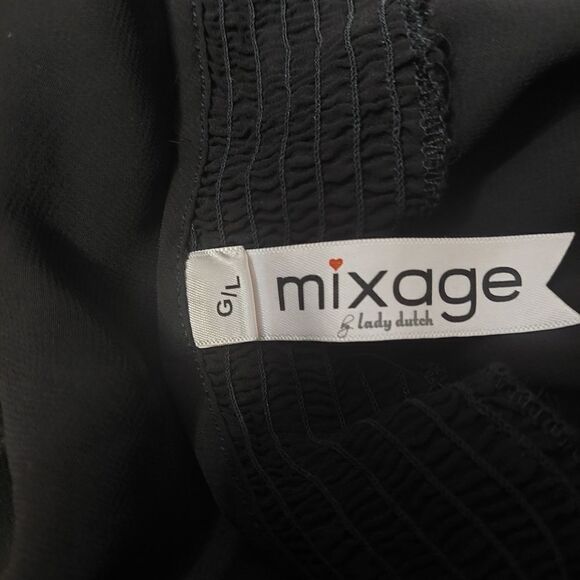 G/L
mixage
by lady dutch